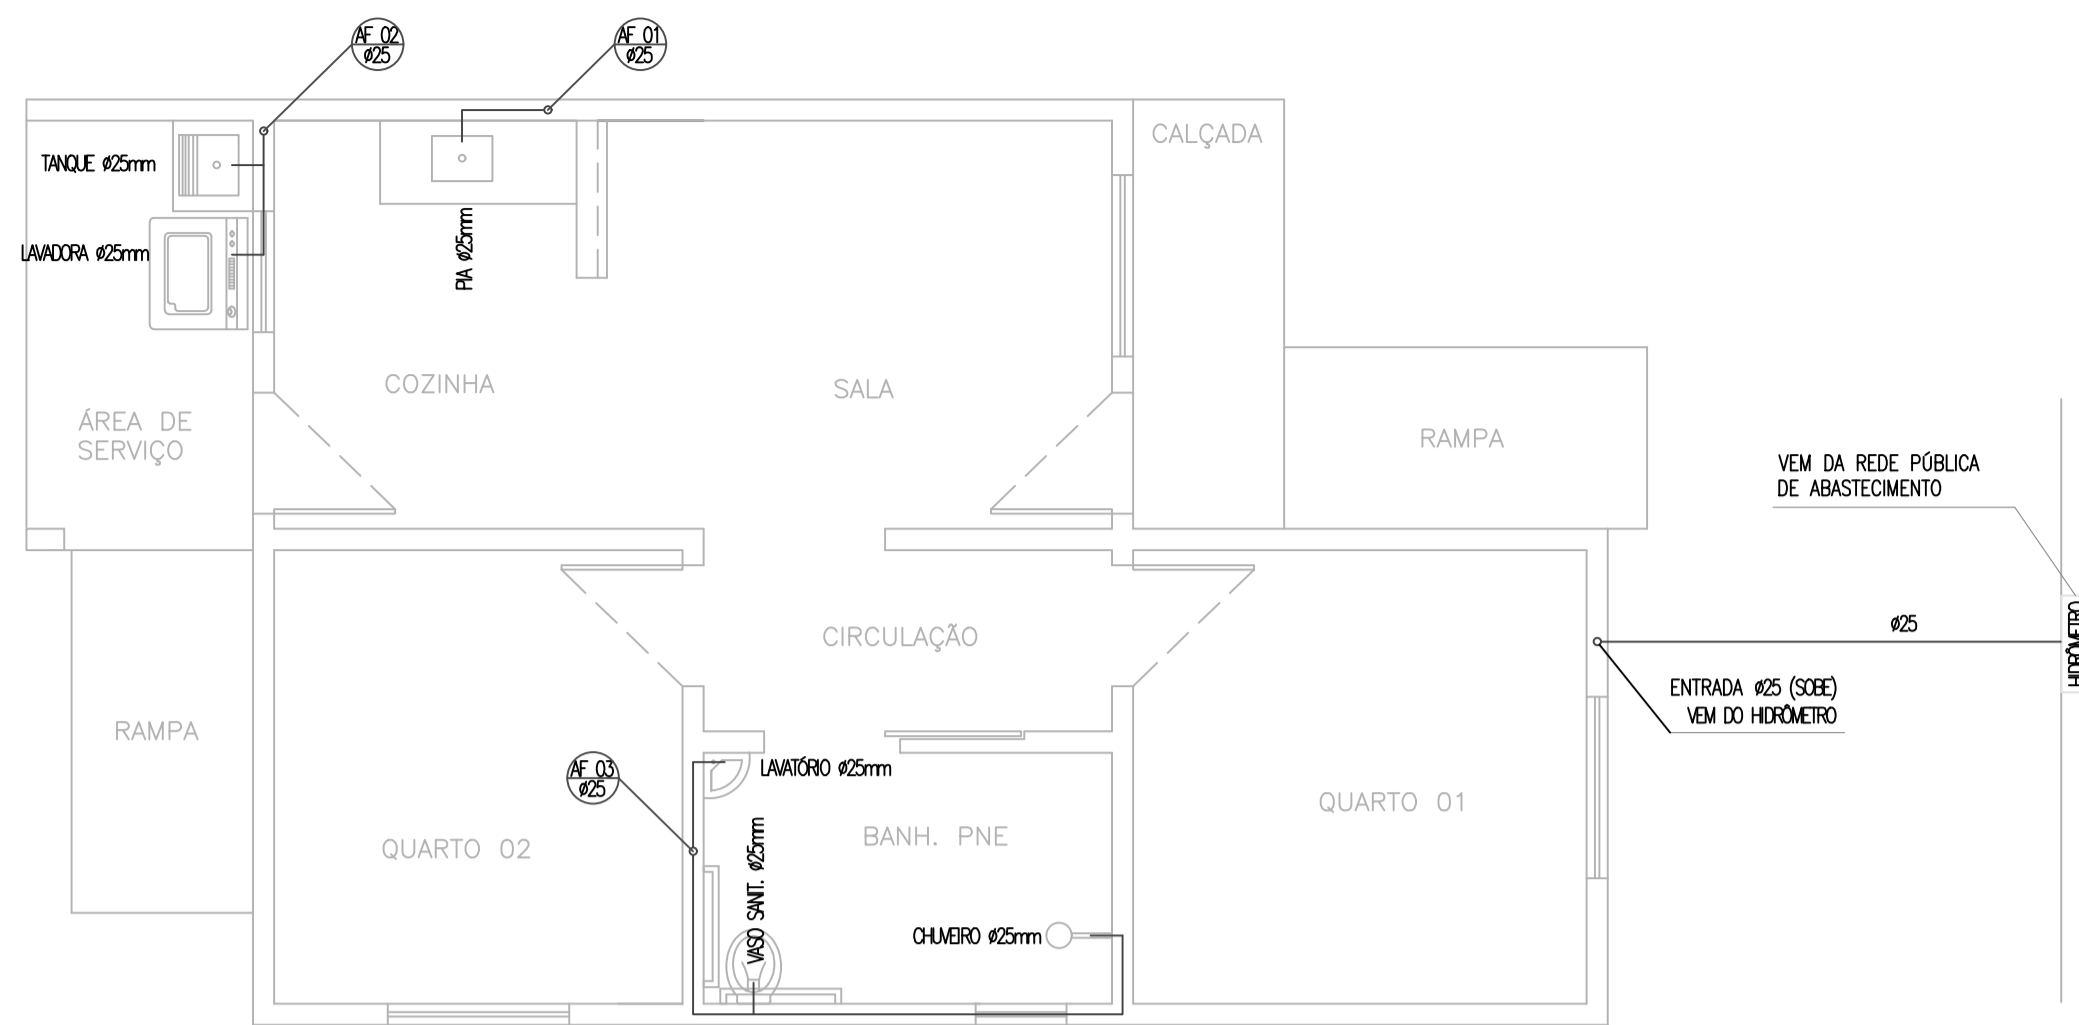 AF 02
ø25
AF 01
ø25
CALÇADA
TANQUE ø25mm
LAVADORA ø25mm
PIA ø25mm
COZINHA
SALA
ÁREA DE
SERVIÇO
RAMPA
VEM DA REDE PÚBLICA
DE ABASTECIMENTO
HIDRÔMETRO
ø25
CIRCULAÇÃO
ENTRADA ø25 (SOBE)
VEM DO HIDRÔMETRO
RAMPA
AF 03
ø25
LAVATÓRIO ø25mm
QUARTO 01
BANH. PNE
QUARTO 02
VASO SANIT. ø25mm
CHUVEIRO ø25mm